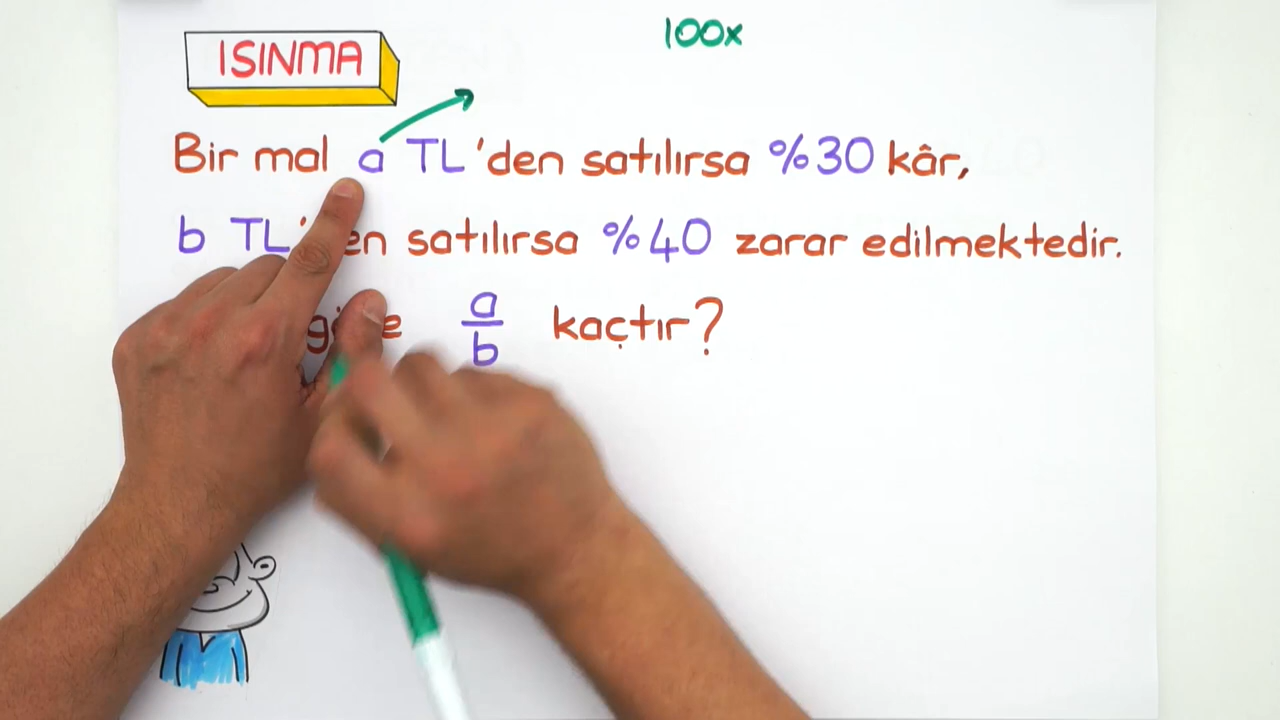 100x
ISINMA
Bir mal a TL'den satılırsa %30 kâr,
b TL' en satılırsa %40 zarar edilmektedir.
a/b kaçtır?